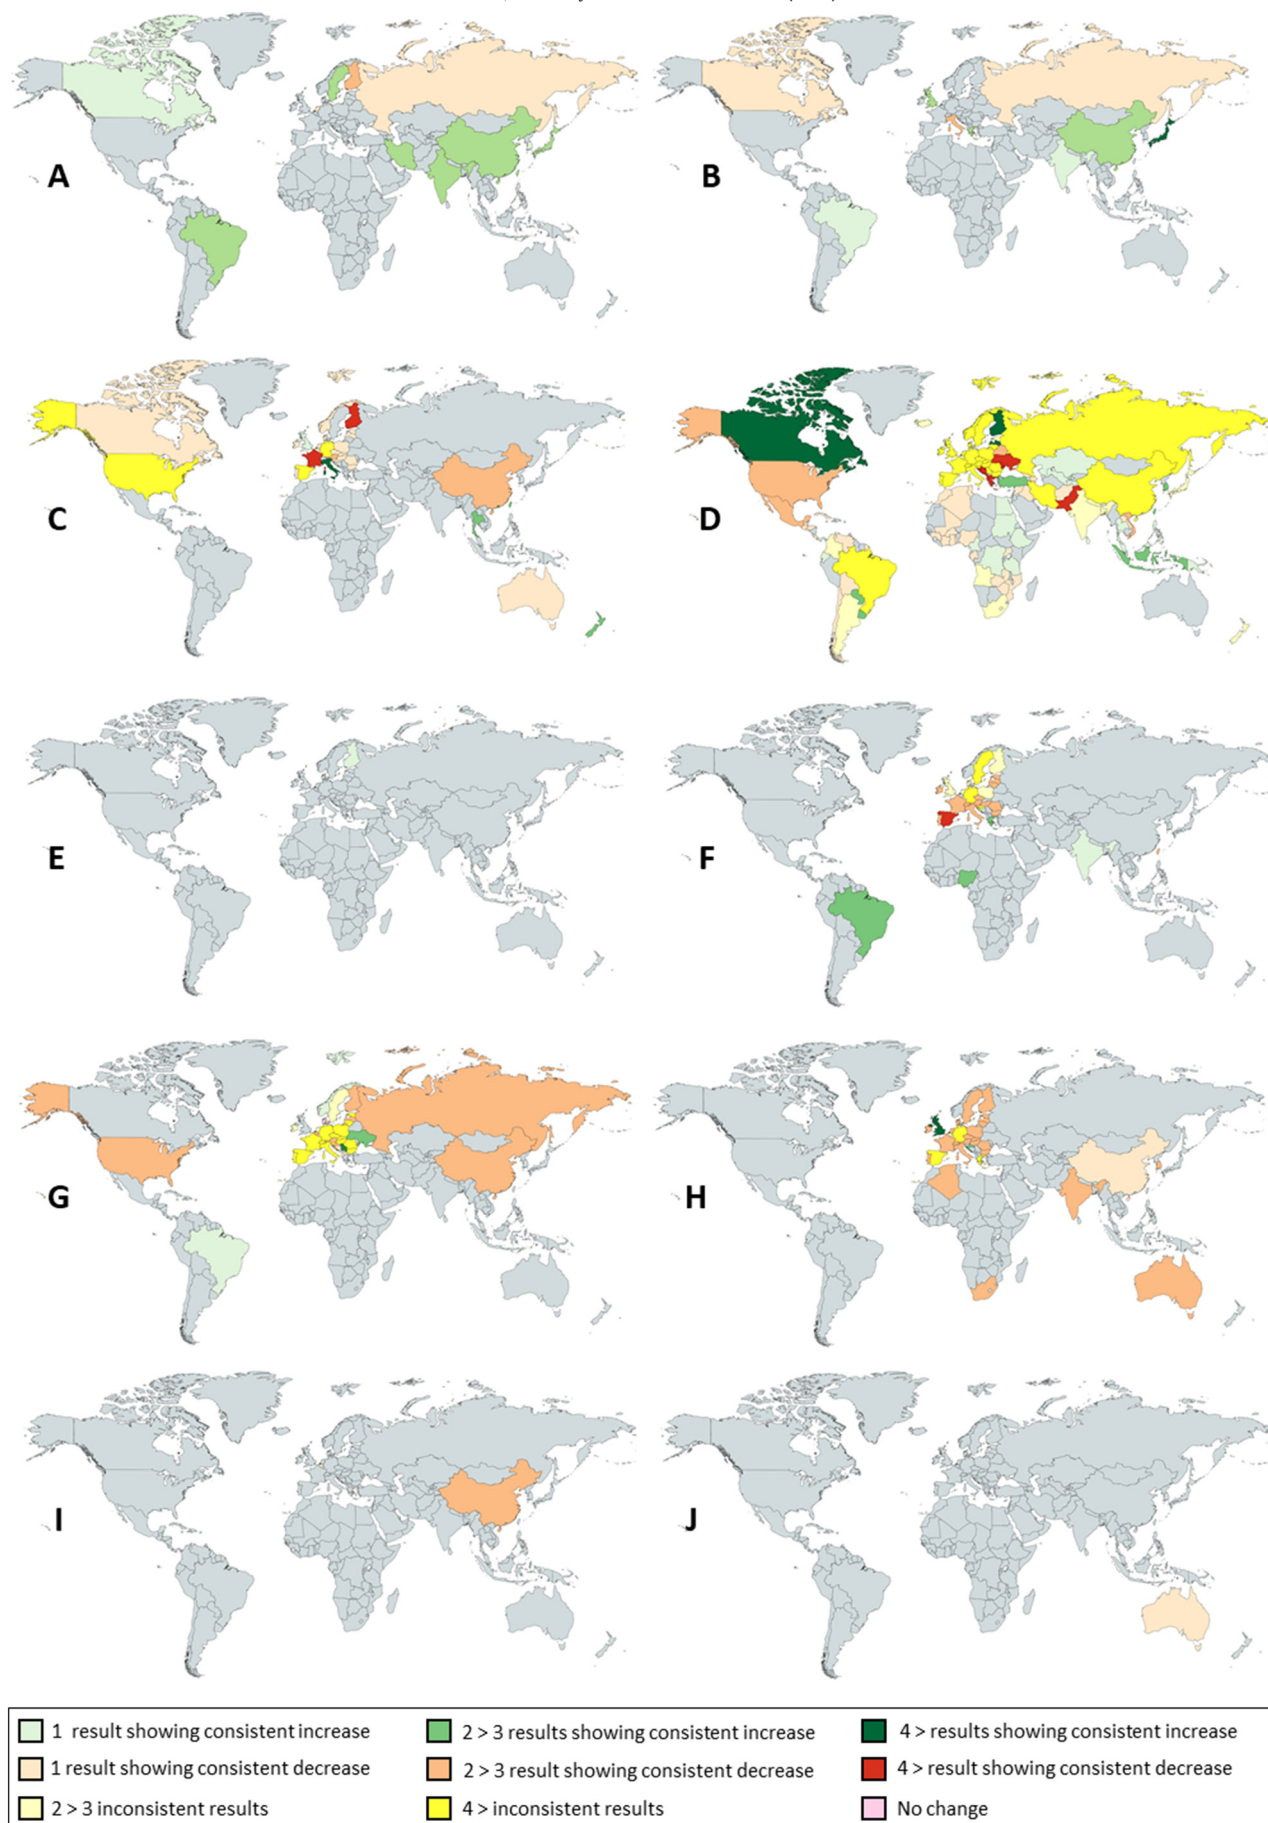 A
B
C
D
E
F
G
H
I
J
1 result showing consistent increase
2 > 3 results showing consistent increase
4 > results showing consistent increase
1 result showing consistent decrease
2 > 3 result showing consistent decrease
4 > result showing consistent decrease
2 > 3 inconsistent results
4 > inconsistent results
No change